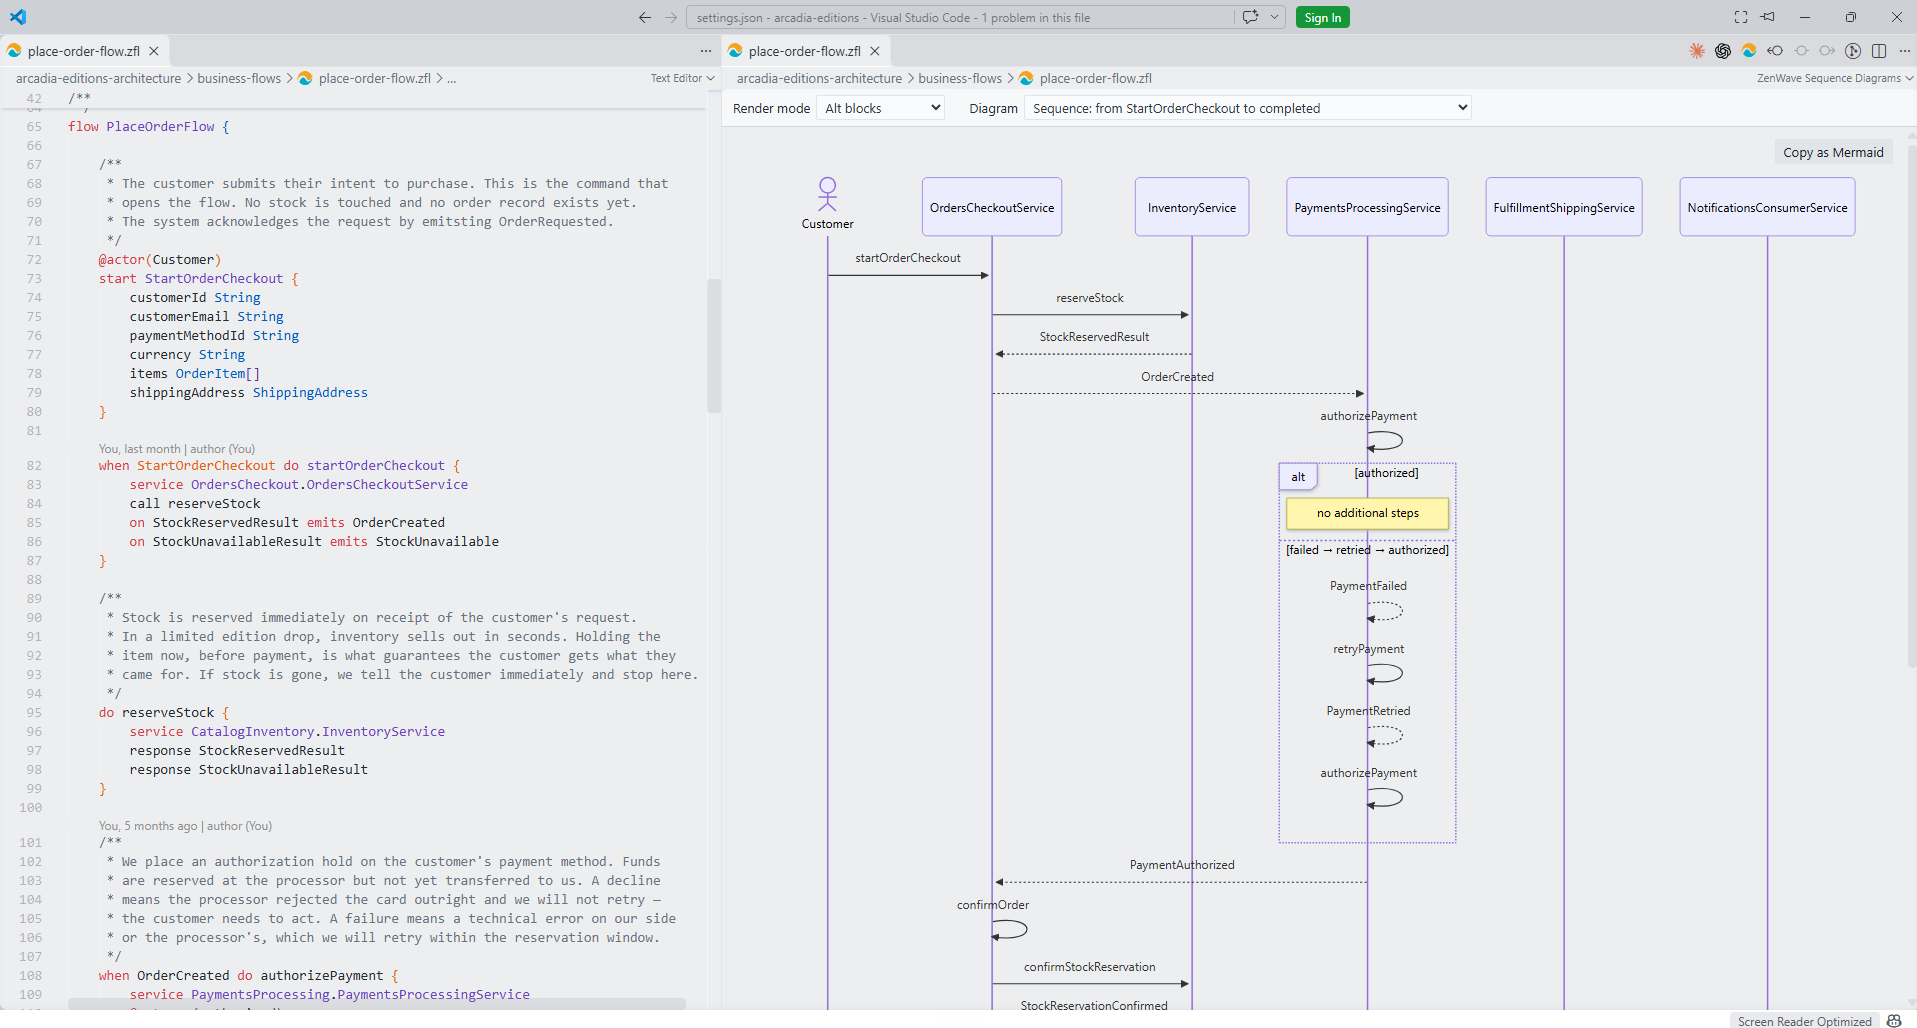 settings.json - arcadia-editions - Visual Studio Code - 1 problem in this file
Sign In
place-order-flow.zfl
arcadia-editions-architecture > business-flows > place-order-flow.zfl > ...
Text Editor
42 /**
65 flow PlaceOrderFlow {
66
67 /**
68 * The customer submits their intent to purchase. This is the command that
69 * opens the flow. No stock is touched and no order record exists yet.
70 * The system acknowledges the request by emitsting OrderRequested.
71 */
72 @actor(Customer)
73 start StartOrderCheckout {
74 customerId String
75 customerEmail String
76 paymentMethodId String
77 currency String
78 items OrderItem[]
79 shippingAddress ShippingAddress
80 }
81
You, last month | author (You)
82 when StartOrderCheckout do startOrderCheckout {
83 service OrdersCheckout.OrdersCheckoutService
84 call reserveStock
85 on StockReservedResult emits OrderCreated
86 on StockUnavailableResult emits StockUnavailable
87 }
88
89 /**
90 * Stock is reserved immediately on receipt of the customer's request.
91 * In a limited edition drop, inventory sells out in seconds. Holding the
92 * item now, before payment, is what guarantees the customer gets what they
93 * came for. If stock is gone, we tell the customer immediately and stop here.
94 */
95 do reserveStock {
96 service CatalogInventory.InventoryService
97 response StockReservedResult
98 response StockUnavailableResult
99 }
100
You, 5 months ago | author (You)
101 /**
102 * We place an authorization hold on the customer's payment method. Funds
103 * are reserved at the processor but not yet transferred to us. A decline
104 * means the processor rejected the card outright and we will not retry —
105 * the customer needs to act. A failure means a technical error on our side
106 * or the processor's, which we will retry within the reservation window.
107 */
108 when OrderCreated do authorizePayment {
109 service PaymentsProcessing.PaymentsProcessingService
place-order-flow.zfl
arcadia-editions-architecture > business-flows > place-order-flow.zfl
ZenWave Sequence Diagrams
Render mode Alt blocks Diagram Sequence: from StartOrderCheckout to completed
Copy as Mermaid
Customer
OrdersCheckoutService
InventoryService
PaymentsProcessingService
FulfillmentShippingService
NotificationsConsumerService
startOrderCheckout
reserveStock
StockReservedResult
OrderCreated
authorizePayment
alt [authorized]
no additional steps
[failed → retried → authorized]
PaymentFailed
retryPayment
PaymentRetried
authorizePayment
PaymentAuthorized
confirmOrder
confirmStockReservation
StockReservationConfirmed
Screen Reader Optimized